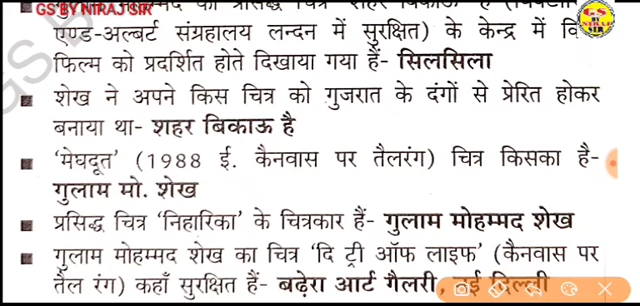 GS BY NIRAJ SIR
एण्ड-अल्बर्ट संग्रहालय लन्दन में सुरक्षित) के केन्द्र में
फिल्म को प्रदर्शित होते दिखाया गया हैं- सिलसिला
शेख ने अपने किस चित्र को गुजरात के दंगों से प्रेरित होकर
बनाया था- शहर बिकाऊ है
'मेघदूत' (1988 ई. कैनवास पर तैलरंग) चित्र किसका है-
गुलाम मो. शेख
प्रसिद्ध चित्र 'निहारिका' के चित्रकार हैं- गुलाम मोहम्मद शेख
गुलाम मोहम्मद शेख का चित्र 'दि ट्री ऑफ लाइफ' (कैनवास पर
तैल रंग) कहाँ सुरक्षित हैं- बढ़ेरा आर्ट गैलरी, नई दिल्ली